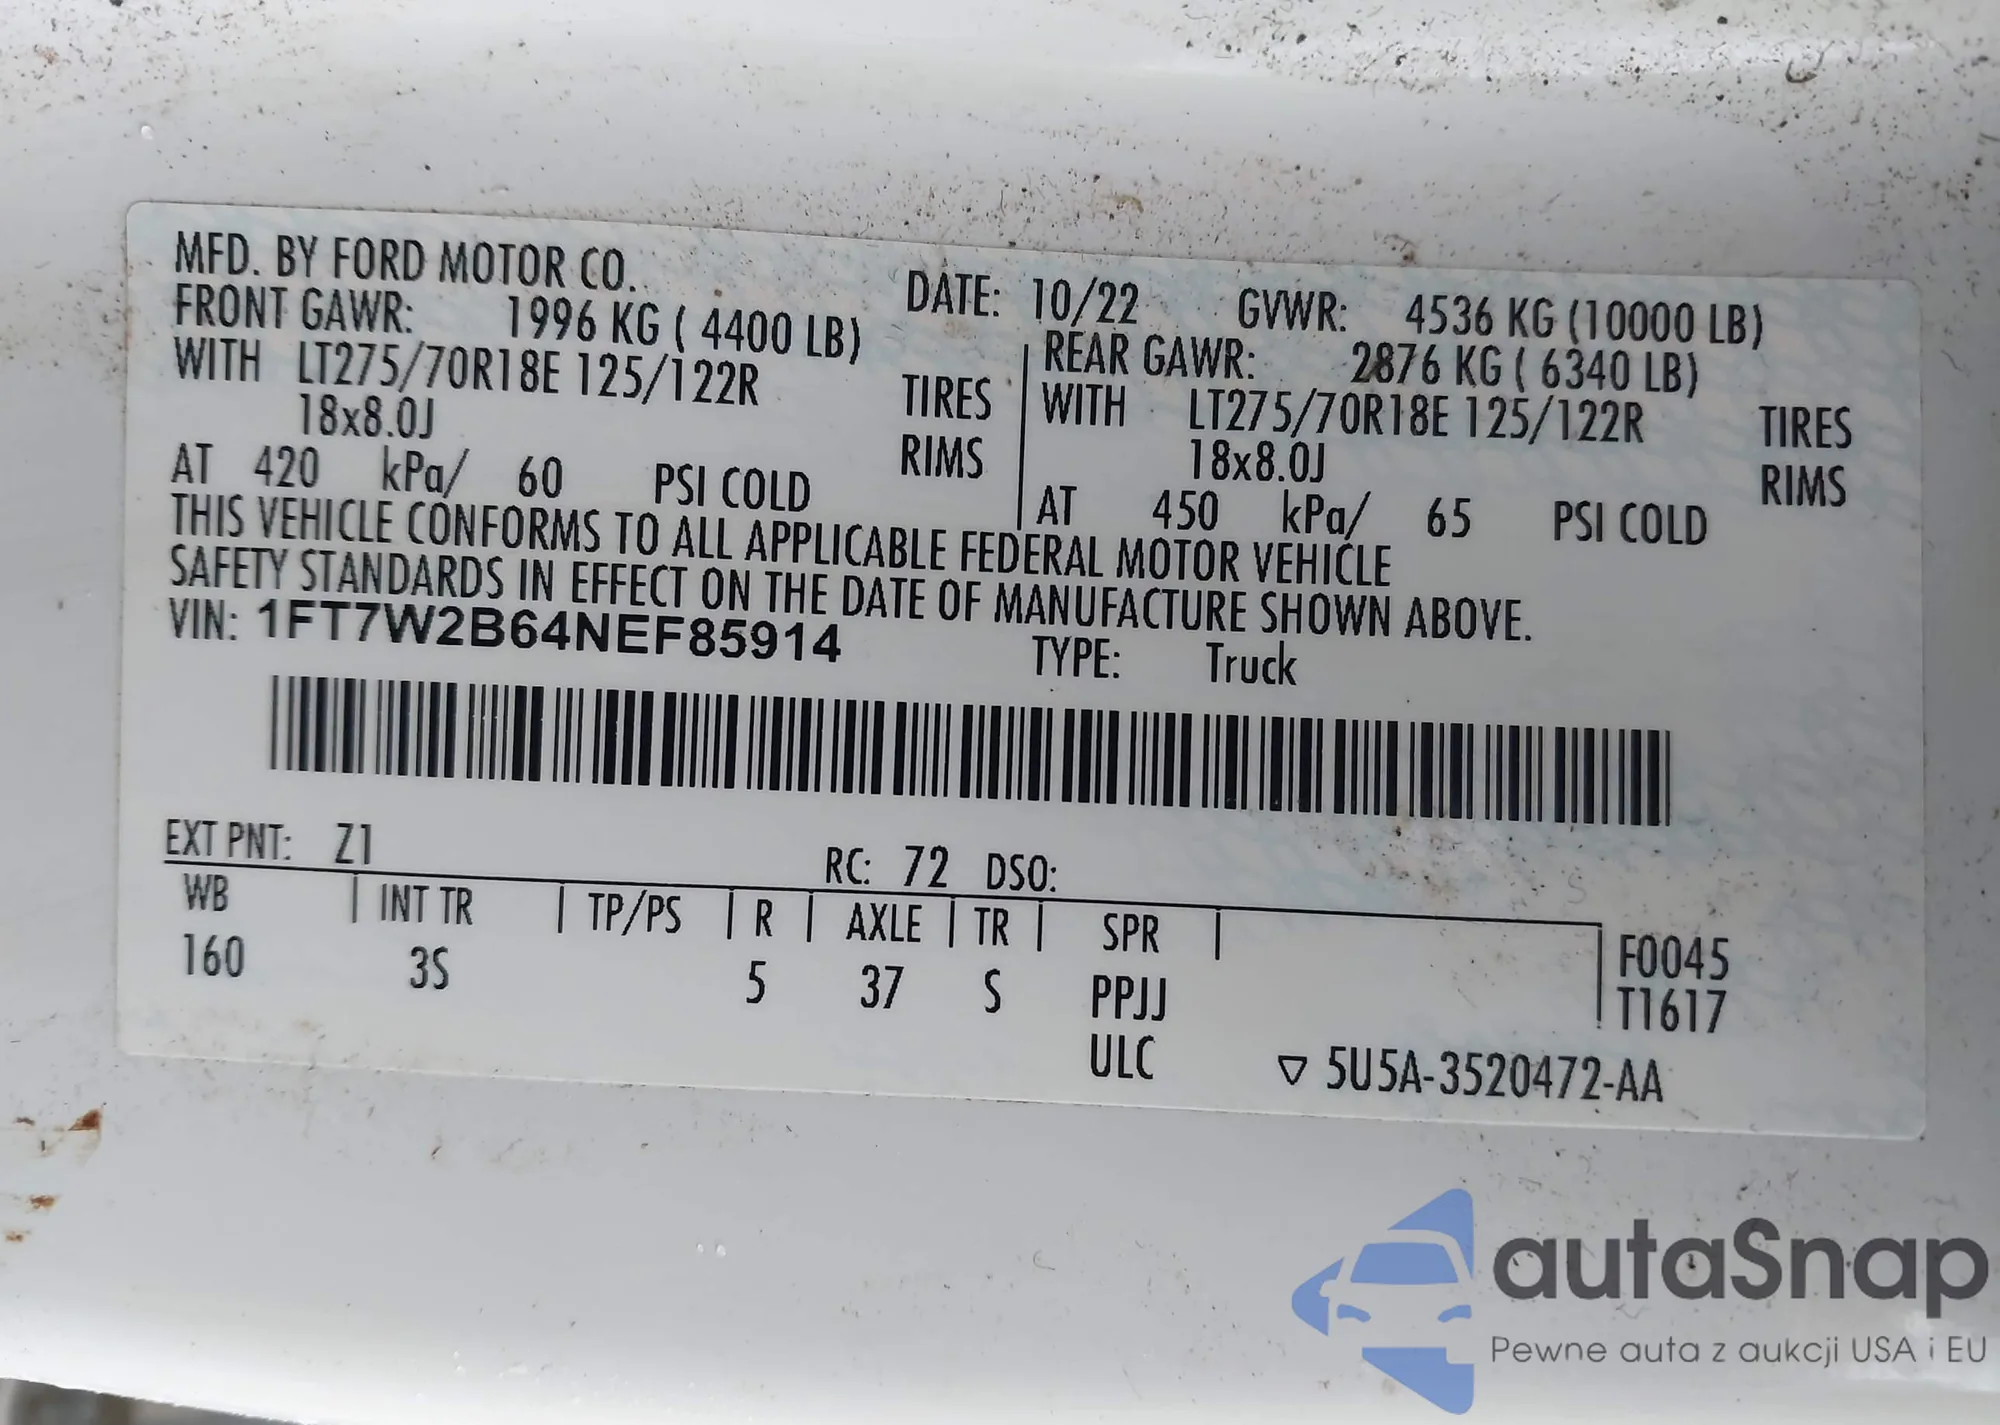 MFD. BY FORD MOTOR CO.
DATE: 10/22 GVWR: 4536 KG (10000 LB)
FRONT GAWR: 1996 KG ( 4400 LB)
WITH LT275/70R18E 125/122R TIRES
18x8.0J RIMS
AT 420 kPa/ 60 PSI COLD
REAR GAWR: 2876 KG ( 6340 LB)
WITH LT275/70R18E 125/122R TIRES
18x8.0J RIMS
AT 450 kPa/ 65 PSI COLD
THIS VEHICLE CONFORMS TO ALL APPLICABLE FEDERAL MOTOR VEHICLE
SAFETY STANDARDS IN EFFECT ON THE DATE OF MANUFACTURE SHOWN ABOVE.
VIN: 1FT7W2B64NEF85914 TYPE: Truck
EXT PNT: Z1 RC: 72 DSO:
WB | INT TR | TP/PS | R | AXLE | TR | SPR |
160 3S 5 37 S PPJJ
ULC
F0045
T1617
▽ 5U5A-3520472-AA
autaSnap
Pewne auta z aukcji USA i EU